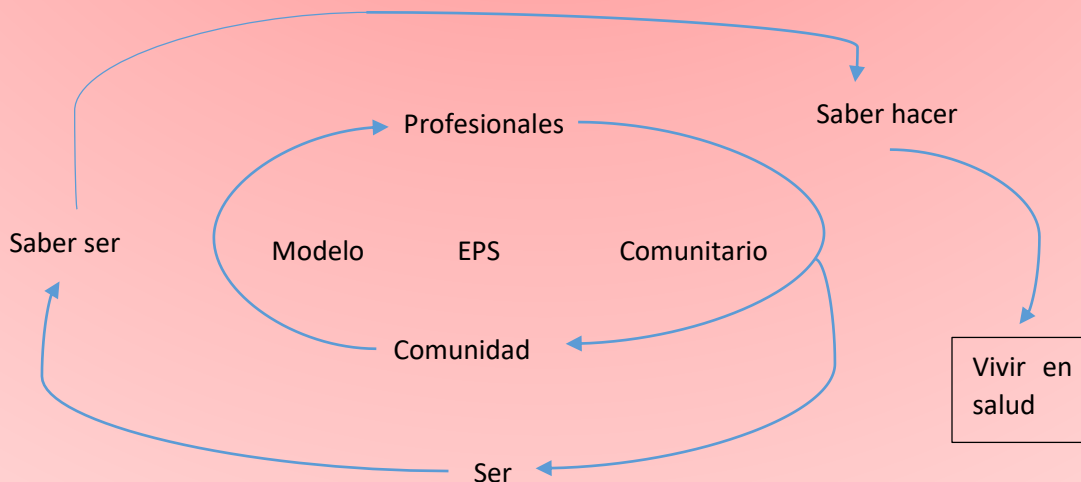 Profesionales
Saber hacer
Saber ser
Modelo EPS Comunitario
Comunidad
Vivir en
salud
Ser